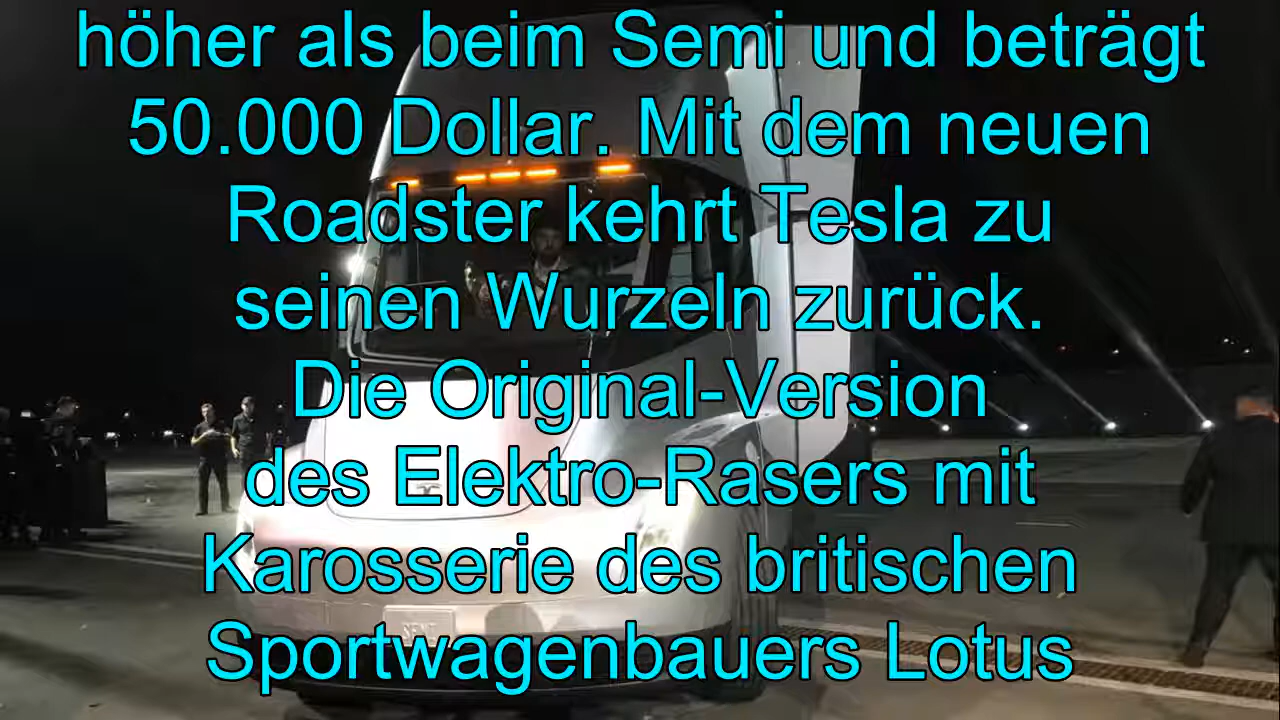 höher als beim Semi und beträgt
50.000 Dollar. Mit dem neuen
Roadster kehrt Tesla zu
seinen Wurzeln zurück.
Die Original-Version
des Elektro-Rasers mit
Karosserie des britischen
Sportwagenbauers Lotus
SEMI